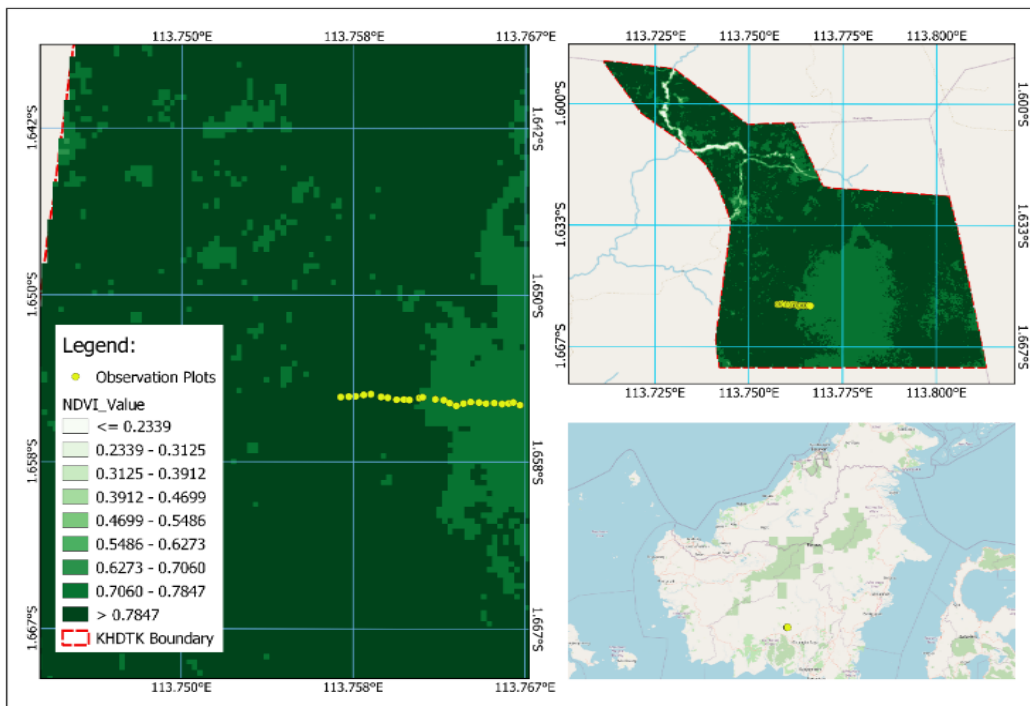 113.750°E 113.758°E 113.767°E
1.642°S 1.642°S
1.650°S 1.650°S
Legend:
Observation Plots
NDVI_Value
<= 0.2339
0.2339 - 0.3125
0.3125 - 0.3912
0.3912 - 0.4699
0.4699 - 0.5486
0.5486 - 0.6273
0.6273 - 0.7060
0.7060 - 0.7847
> 0.7847
KHDTK Boundary
1.658°S
1.667°S 1.667°S
113.750°E 113.758°E 113.767°E
113.725°E 113.750°E 113.775°E 113.800°E
1.600°S 1.600°S
1.633°S 1.633°S
1.667°S 1.667°S
113.725°E 113.750°E 113.775°E 113.800°E